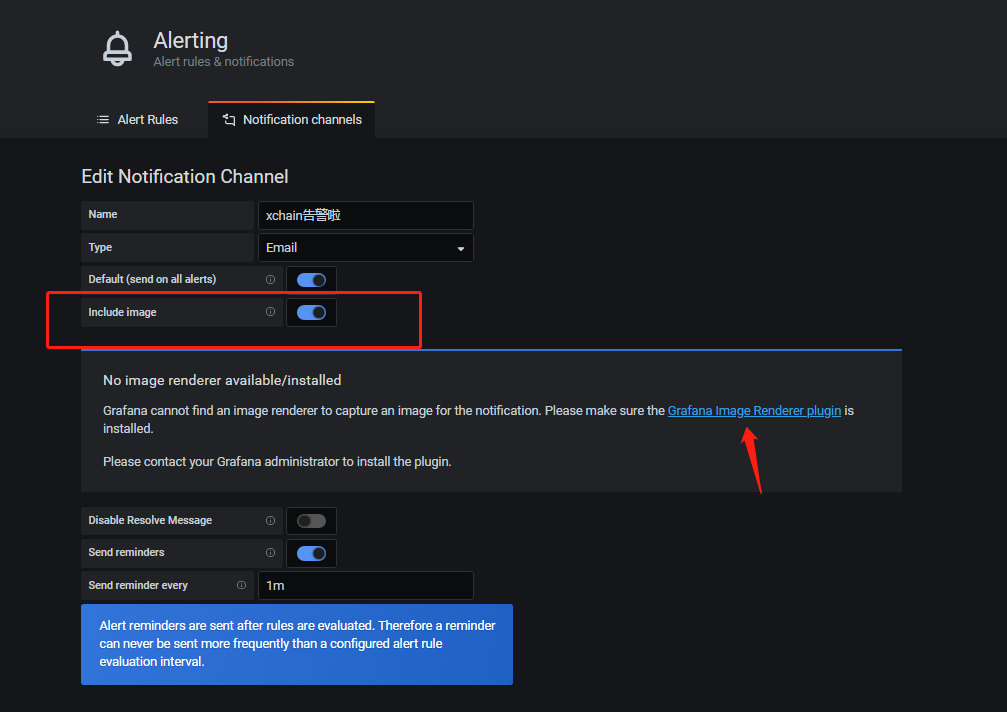 Alerting
Alert rules & notifications
Alert Rules
Notification channels
Edit Notification Channel
Name
xchain告警啦
Type
Email
Default (send on all alerts)
Include image
No image renderer available/installed
Grafana cannot find an image renderer to capture an image for the notification. Please make sure the Grafana Image Renderer plugin is
installed.
Please contact your Grafana administrator to install the plugin.
Disable Resolve Message
Send reminders
Send reminder every
1m
Alert reminders are sent after rules are evaluated. Therefore a reminder
can never be sent more frequently than a configured alert rule
evaluation interval.